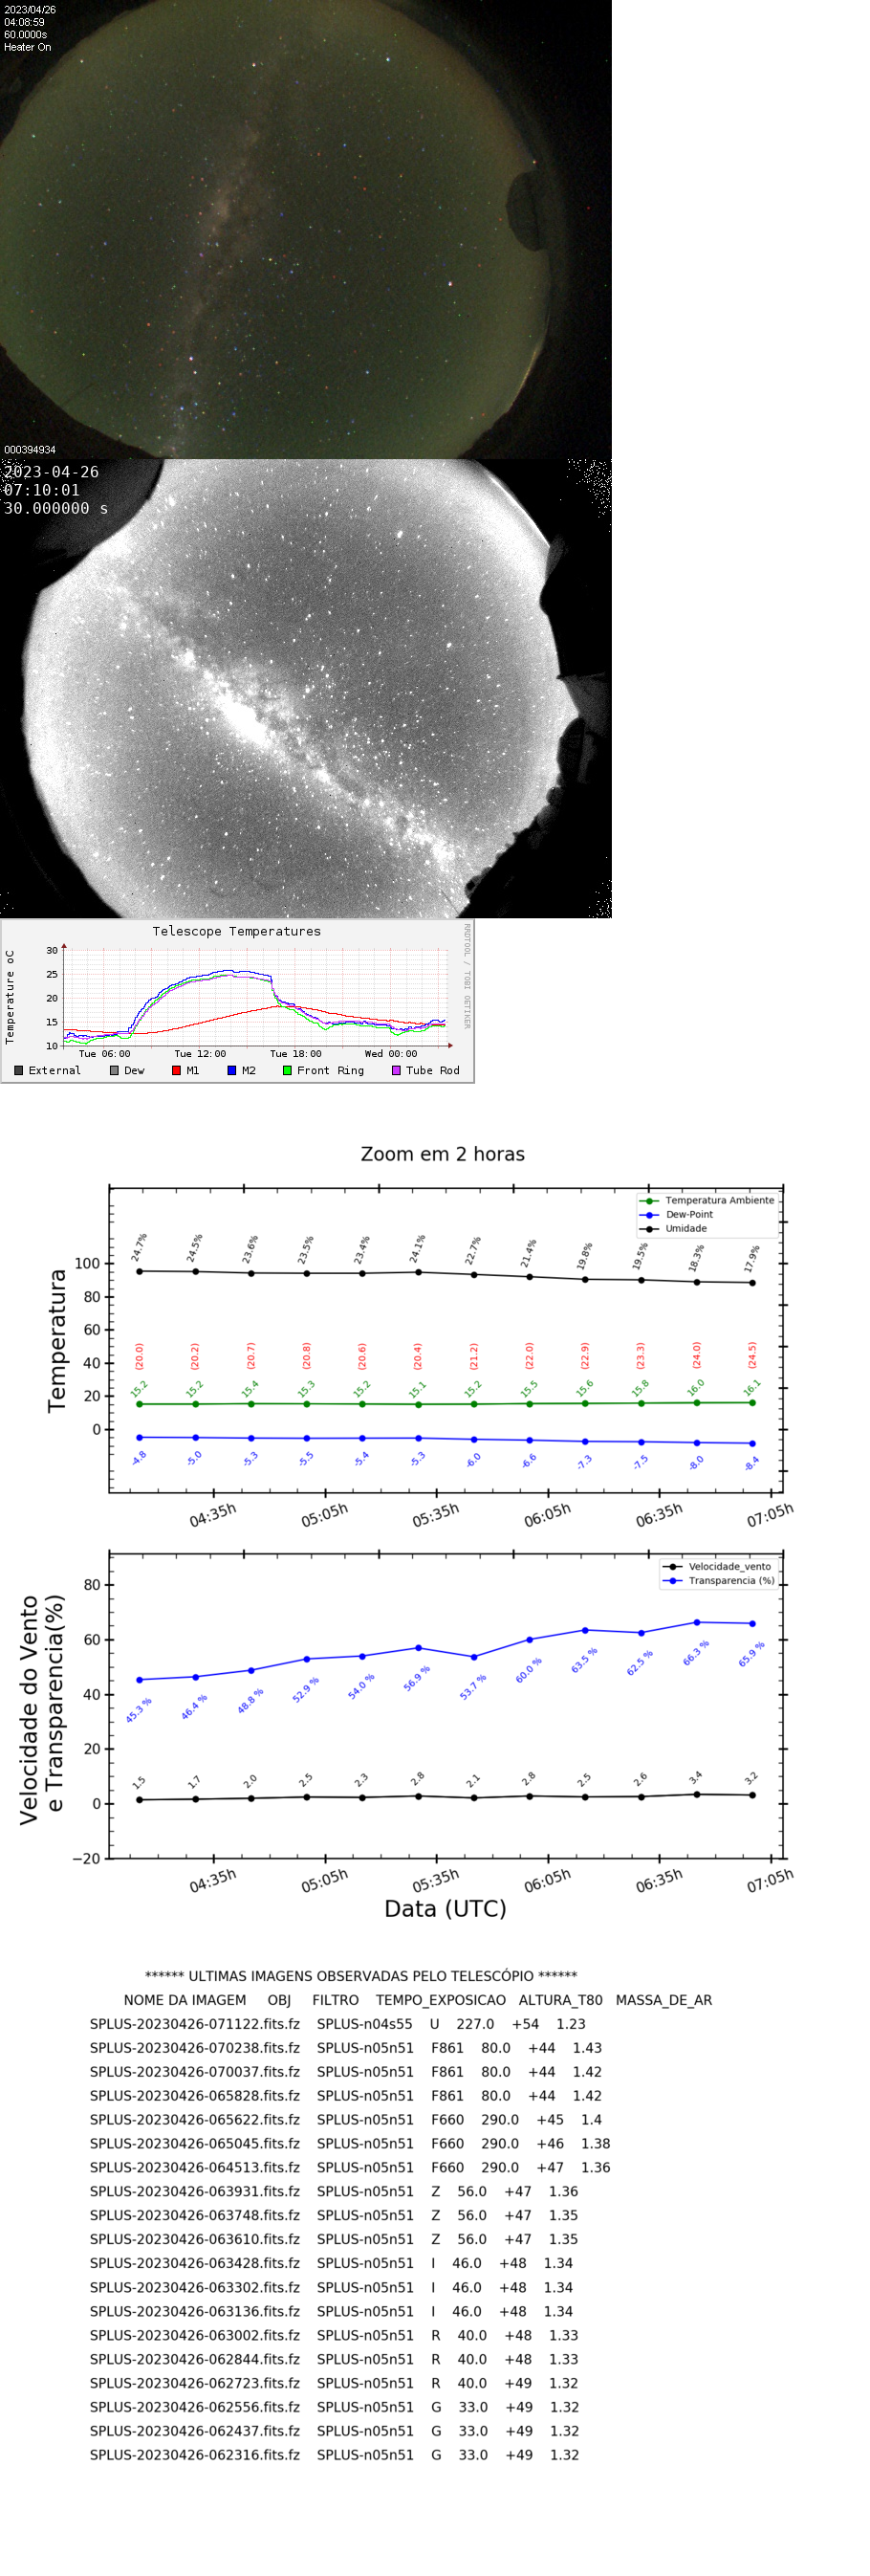 2023/04/26
04:08:59
60.0000s
Heater On
000394934
2023-04-26
07:10:01
30.000000 s
Telescope Temperatures
RRDTOOL / TOBI OETIKER
Temperature oC
30
25
20
15
10
Tue 06:00 Tue 12:00 Tue 18:00 Wed 00:00
External Dew M1 M2 Front Ring Tube Rod
Zoom em 2 horas
Temperatura Ambiente
Dew-Point
Umidade
Temperatura
100
80
60
40
20
0
24.7% 24.5% 23.6% 23.5% 23.4% 24.1% 22.7% 21.4% 19.8% 19.5% 18.3% 17.9%
(20.0) (20.2) (20.7) (20.8) (20.6) (20.4) (21.2) (22.0) (22.9) (23.3) (24.0) (24.5)
15.2 15.2 15.4 15.3 15.2 15.1 15.2 15.5 15.6 15.8 16.0 16.1
-4.8 -5.0 -5.3 -5.5 -5.4 -5.3 -6.0 -6.6 -7.3 -7.5 -8.0 -8.4
04:35h 05:05h 05:35h 06:05h 06:35h 07:05h
Velocidade_vento
Transparencia (%)
Velocidade do Vento
e Transparencia(%)
80
60
40
20
0
−20
45.3 % 46.4 % 48.8 % 52.9 % 54.0 % 56.9 % 53.7 % 60.0 % 63.5 % 62.5 % 66.3 % 65.9 %
1.5 1.7 2.0 2.5 2.3 2.8 2.1 2.8 2.5 2.6 3.4 3.2
04:35h 05:05h 05:35h 06:05h 06:35h 07:05h
Data (UTC)
****** ULTIMAS IMAGENS OBSERVADAS PELO TELESCÓPIO ******
NOME DA IMAGEM OBJ FILTRO TEMPO_EXPOSICAO ALTURA_T80 MASSA_DE_AR
SPLUS-20230426-071122.fits.fz SPLUS-n04s55 U 227.0 +54 1.23
SPLUS-20230426-070238.fits.fz SPLUS-n05n51 F861 80.0 +44 1.43
SPLUS-20230426-070037.fits.fz SPLUS-n05n51 F861 80.0 +44 1.42
SPLUS-20230426-065828.fits.fz SPLUS-n05n51 F861 80.0 +44 1.42
SPLUS-20230426-065622.fits.fz SPLUS-n05n51 F660 290.0 +45 1.4
SPLUS-20230426-065045.fits.fz SPLUS-n05n51 F660 290.0 +46 1.38
SPLUS-20230426-064513.fits.fz SPLUS-n05n51 F660 290.0 +47 1.36
SPLUS-20230426-063931.fits.fz SPLUS-n05n51 Z 56.0 +47 1.36
SPLUS-20230426-063748.fits.fz SPLUS-n05n51 Z 56.0 +47 1.35
SPLUS-20230426-063610.fits.fz SPLUS-n05n51 Z 56.0 +47 1.35
SPLUS-20230426-063428.fits.fz SPLUS-n05n51 I 46.0 +48 1.34
SPLUS-20230426-063302.fits.fz SPLUS-n05n51 I 46.0 +48 1.34
SPLUS-20230426-063136.fits.fz SPLUS-n05n51 I 46.0 +48 1.34
SPLUS-20230426-063002.fits.fz SPLUS-n05n51 R 40.0 +48 1.33
SPLUS-20230426-062844.fits.fz SPLUS-n05n51 R 40.0 +48 1.33
SPLUS-20230426-062723.fits.fz SPLUS-n05n51 R 40.0 +49 1.32
SPLUS-20230426-062556.fits.fz SPLUS-n05n51 G 33.0 +49 1.32
SPLUS-20230426-062437.fits.fz SPLUS-n05n51 G 33.0 +49 1.32
SPLUS-20230426-062316.fits.fz SPLUS-n05n51 G 33.0 +49 1.32